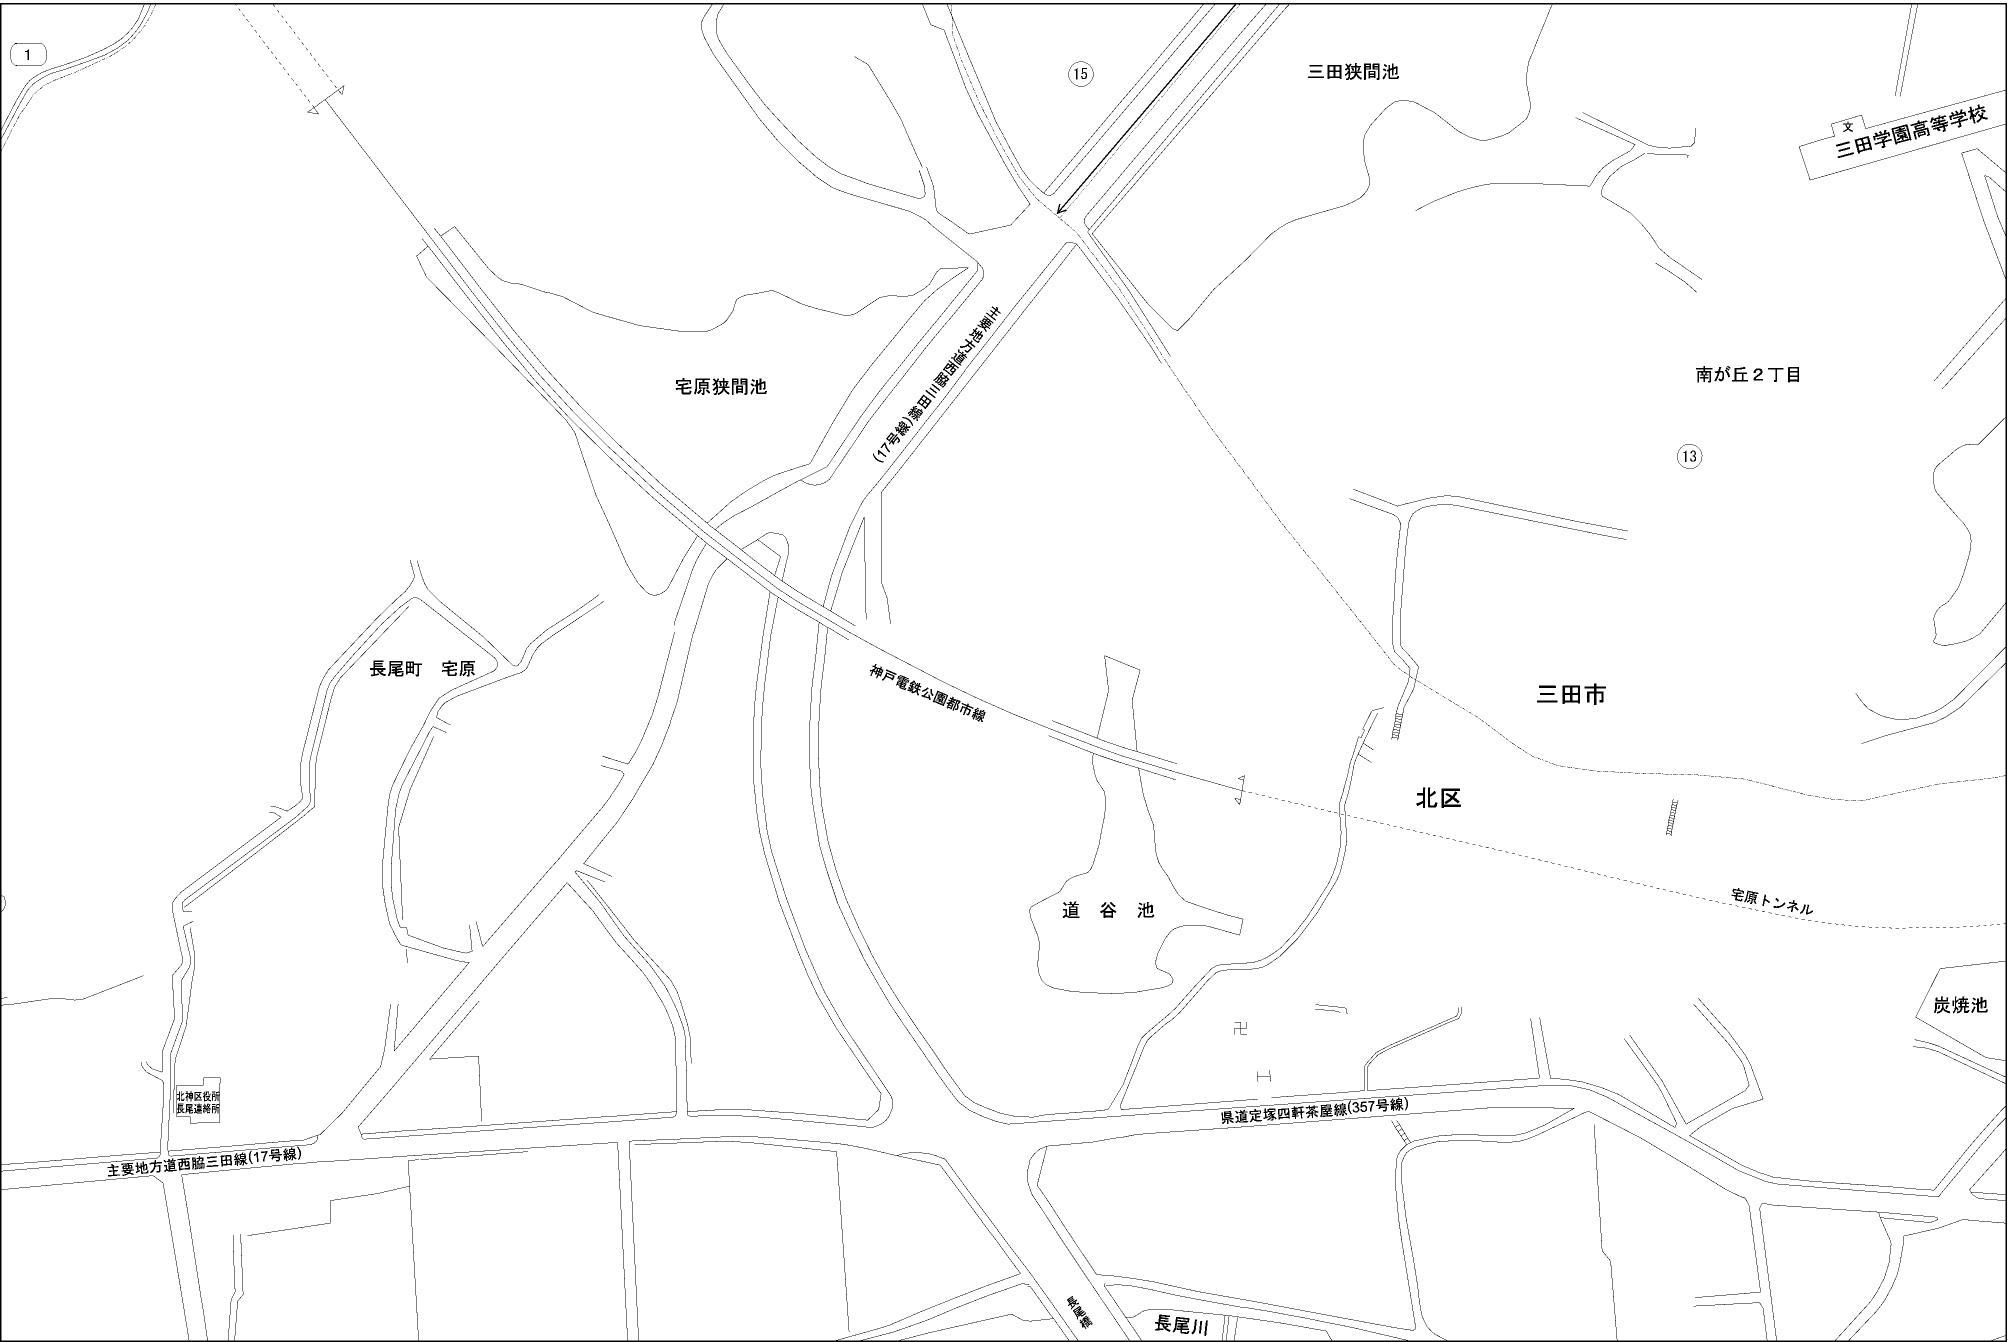 1
15
三田狭間池
文
三田学園高等学校
主要地方道西脇三田線(17号線)
宅原狭間池
南が丘２丁目
13
長尾町　宅原
神戸電鉄公園都市線
三田市
北区
宅原トンネル
道　谷　池
炭焼池
卍
北神区役所
長尾連絡所
県道定塚四軒茶屋線(357号線)
主要地方道西脇三田線(17号線)
長尾橋
長尾川